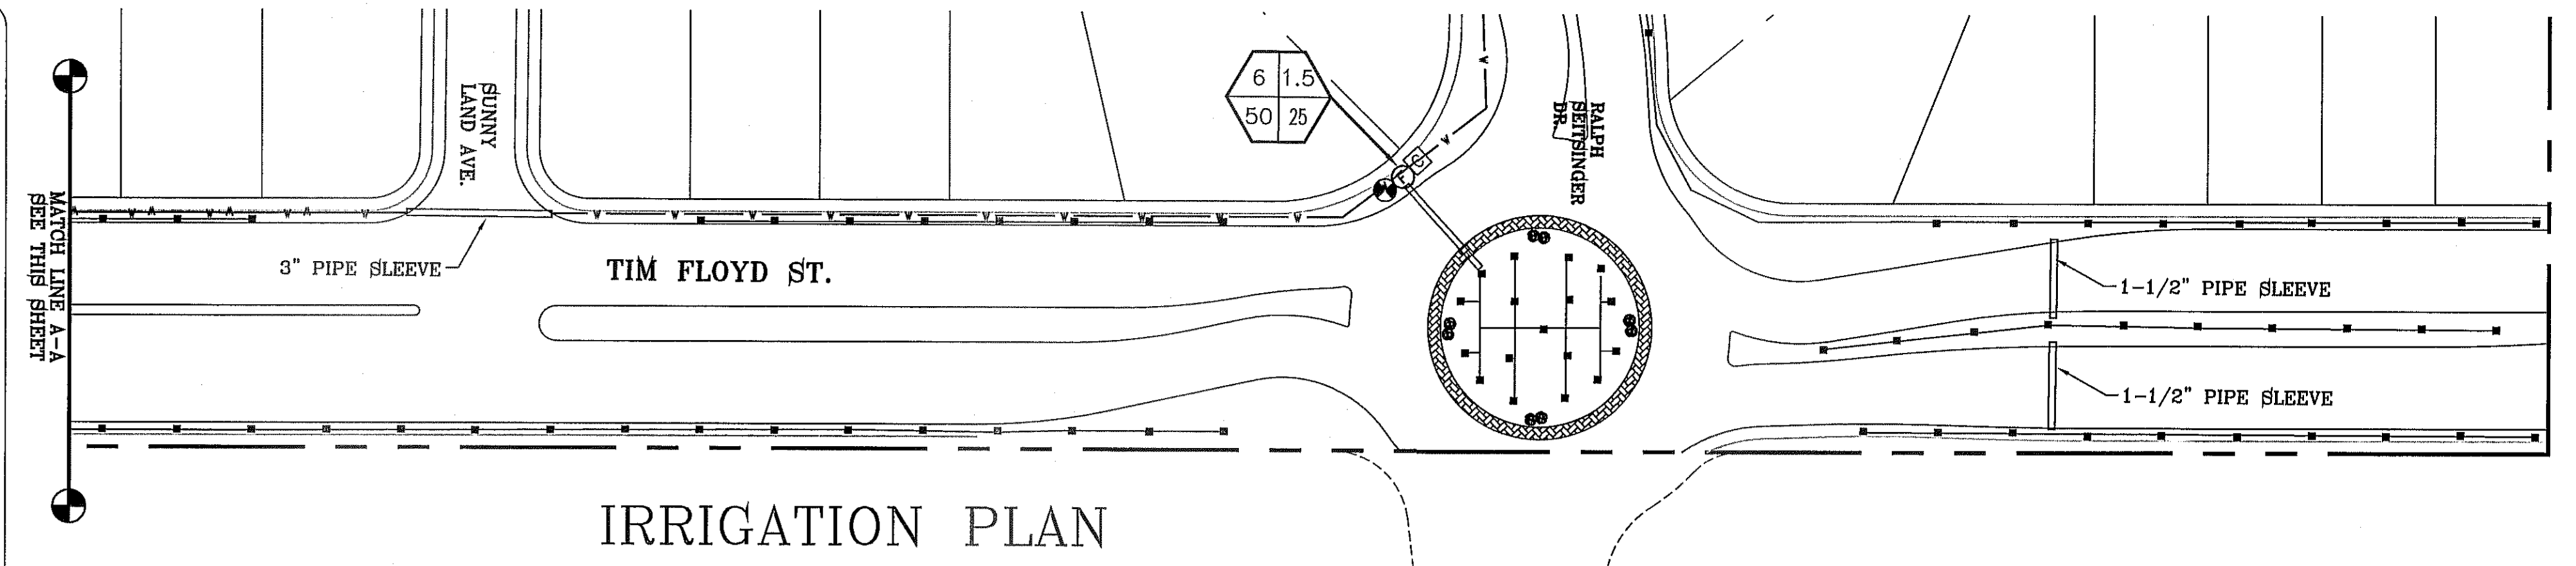 MATCH LINE A-A
SEE THIS SHEET
SUNNY
LAND AVE.
3" PIPE SLEEVE
TIM FLOYD ST.
6 1.5
50 25
C
F
RALPH
SEITSINGER
DR.
1-1/2" PIPE SLEEVE
1-1/2" PIPE SLEEVE
W W W W W
W W W W W W W W W W
W
W
IRRIGATION PLAN